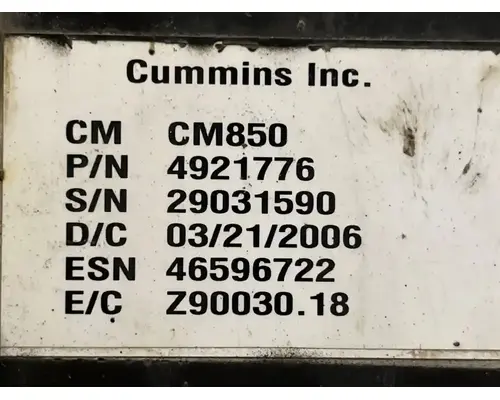 Cummins Inc.
CM CM850
P/N 4921776
S/N 29031590
D/C 03/21/2006
ESN 46596722
E/C Z90030.18